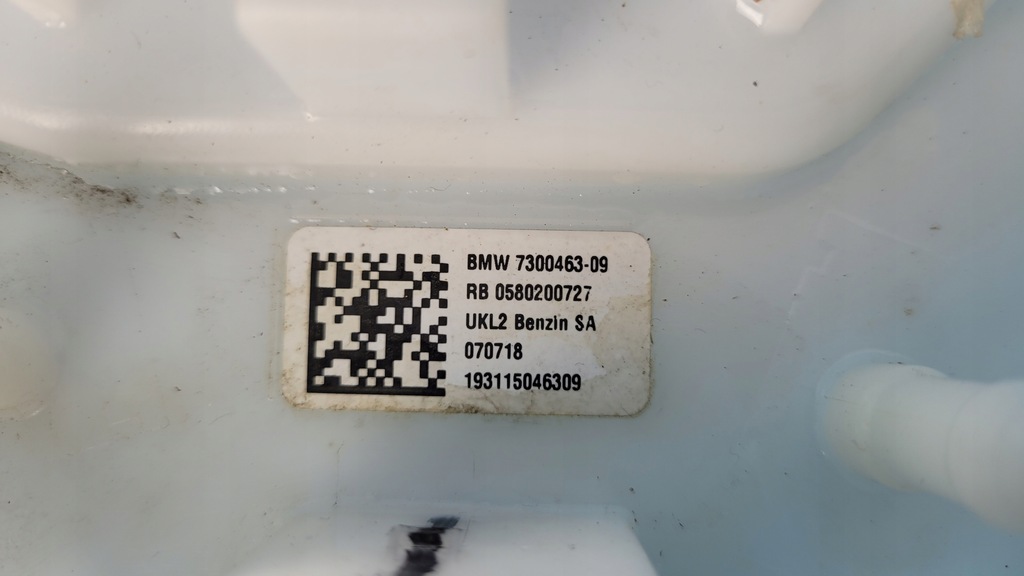 BMW 7300463-09
RB 0580200727
UKL2 Benzin SA
070718
193115046309